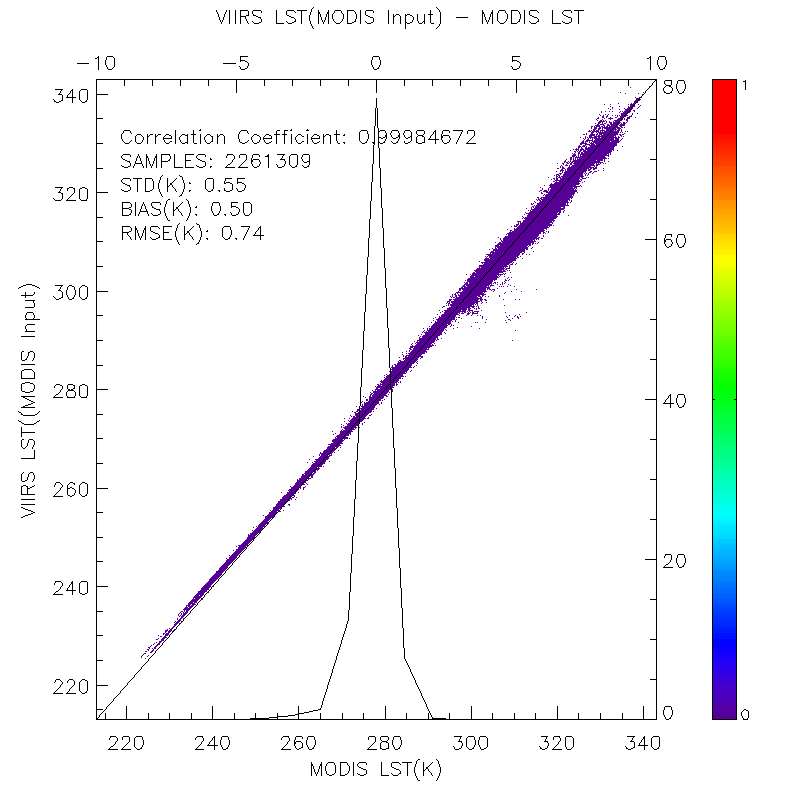 VIIRS LST(MODIS Input) - MODIS LST
-10 -5 0 5 10
340 80 1
Correlation Coefficient: 0.99984672
SAMPLES: 2261309
STD(K): 0.55
320
BIAS(K): 0.50
RMSE(K): 0.74
60
300
VIIRS LST((MODIS Input)
280 40
260
20
240
220
0 0
220 240 260 280 300 320 340
MODIS LST(K)